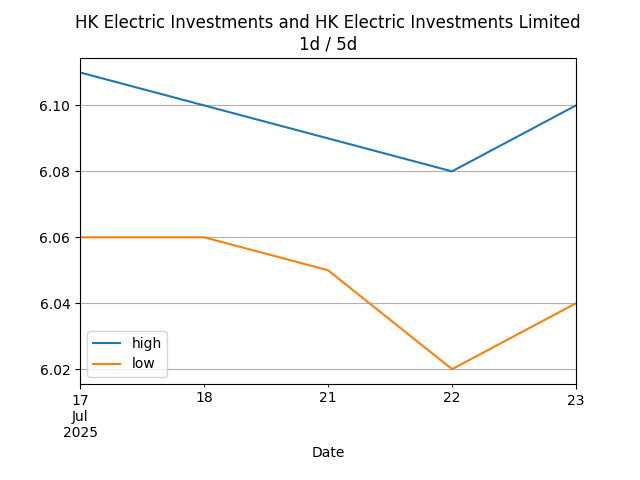 HK Electric Investments and HK Electric Investments Limited
1d / 5d
6.10
6.08
6.06
6.04
6.02
high
low
17
Jul
2025
18
21
22
23
Date